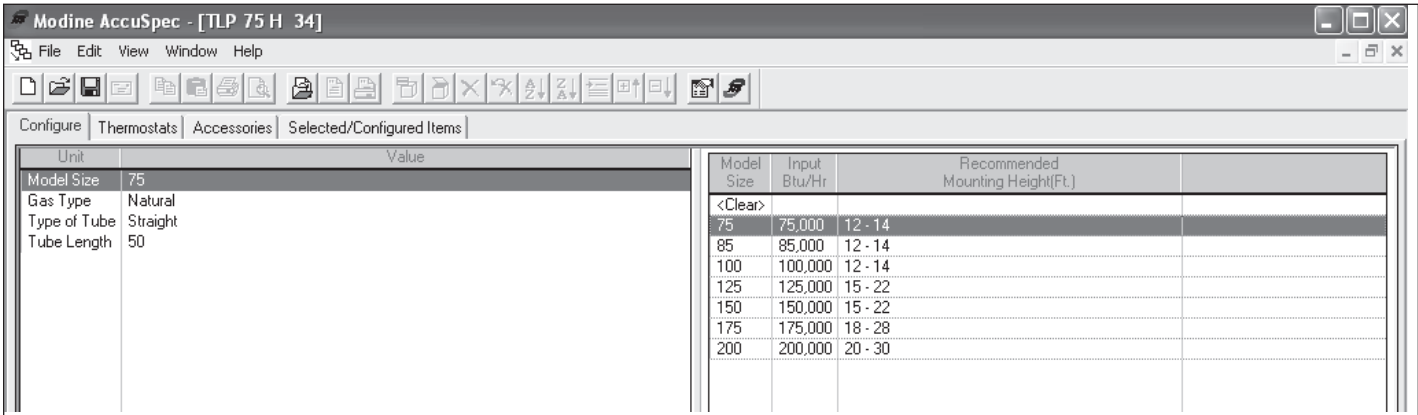 Modine AccuSpec - [TLP 75 H 34]
File Edit View Window Help
Configure Thermostats Accessories Selected/Configured Items
Unit Value
Model Size 75
Gas Type Natural
Type of Tube Straight
Tube Length 50
Model Size Input Btu/Hr Recommended Mounting Height(Ft.)
<Clear>
75 75,000 12 - 14
85 85,000 12 - 14
100 100,000 12 - 14
125 125,000 15 - 22
150 150,000 15 - 22
175 175,000 18 - 28
200 200,000 20 - 30